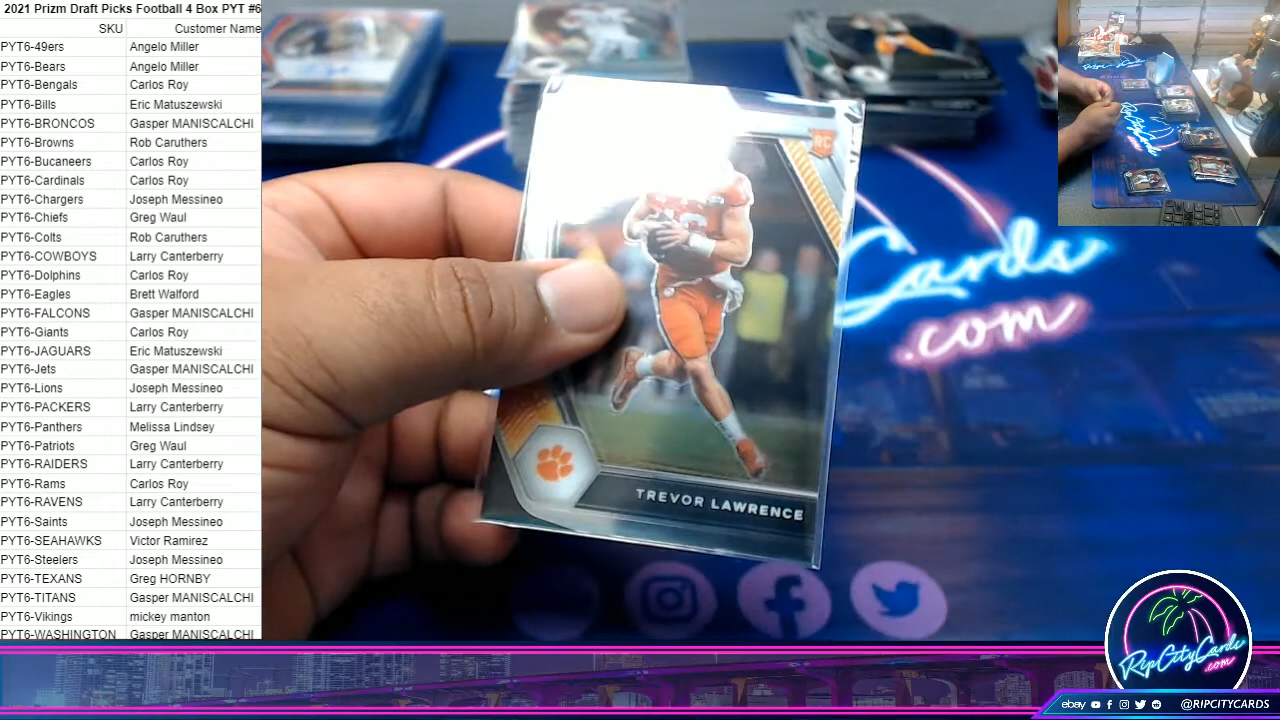 2021 Prizm Draft Picks Football 4 Box PYT #6
SKU Customer Name
PYT6-49ers Angelo Miller
PYT6-Bears Angelo Miller
PYT6-Bengals Carlos Roy
PYT6-Bills Eric Matuszewski
PYT6-BRONCOS Gasper MANISCALCHI
PYT6-Browns Rob Caruthers
PYT6-Bucaneers Carlos Roy
PYT6-Cardinals Carlos Roy
PYT6-Chargers Joseph Messineo
PYT6-Chiefs Greg Waul
PYT6-Colts Rob Caruthers
PYT6-COWBOYS Larry Canterberry
PYT6-Dolphins Carlos Roy
PYT6-Eagles Brett Walford
PYT6-FALCONS Gasper MANISCALCHI
PYT6-Giants Carlos Roy
PYT6-JAGUARS Eric Matuszewski
PYT6-Jets Gasper MANISCALCHI
PYT6-Lions Joseph Messineo
PYT6-PACKERS Larry Canterberry
PYT6-Panthers Melissa Lindsey
PYT6-Patriots Greg Waul
PYT6-RAIDERS Larry Canterberry
PYT6-Rams Carlos Roy
PYT6-RAVENS Larry Canterberry
PYT6-Saints Joseph Messineo
PYT6-SEAHAWKS Victor Ramirez
PYT6-Steelers Joseph Messineo
PYT6-TEXANS Greg HORNBY
PYT6-TITANS Gasper MANISCALCHI
PYT6-Vikings mickey manton
PYT6-WASHINGTON Gasper MANISCALCHI
RC
TREVOR LAWRENCE
Cards
.com
RipCityCards
.com
ebay @RIPCITYCARDS